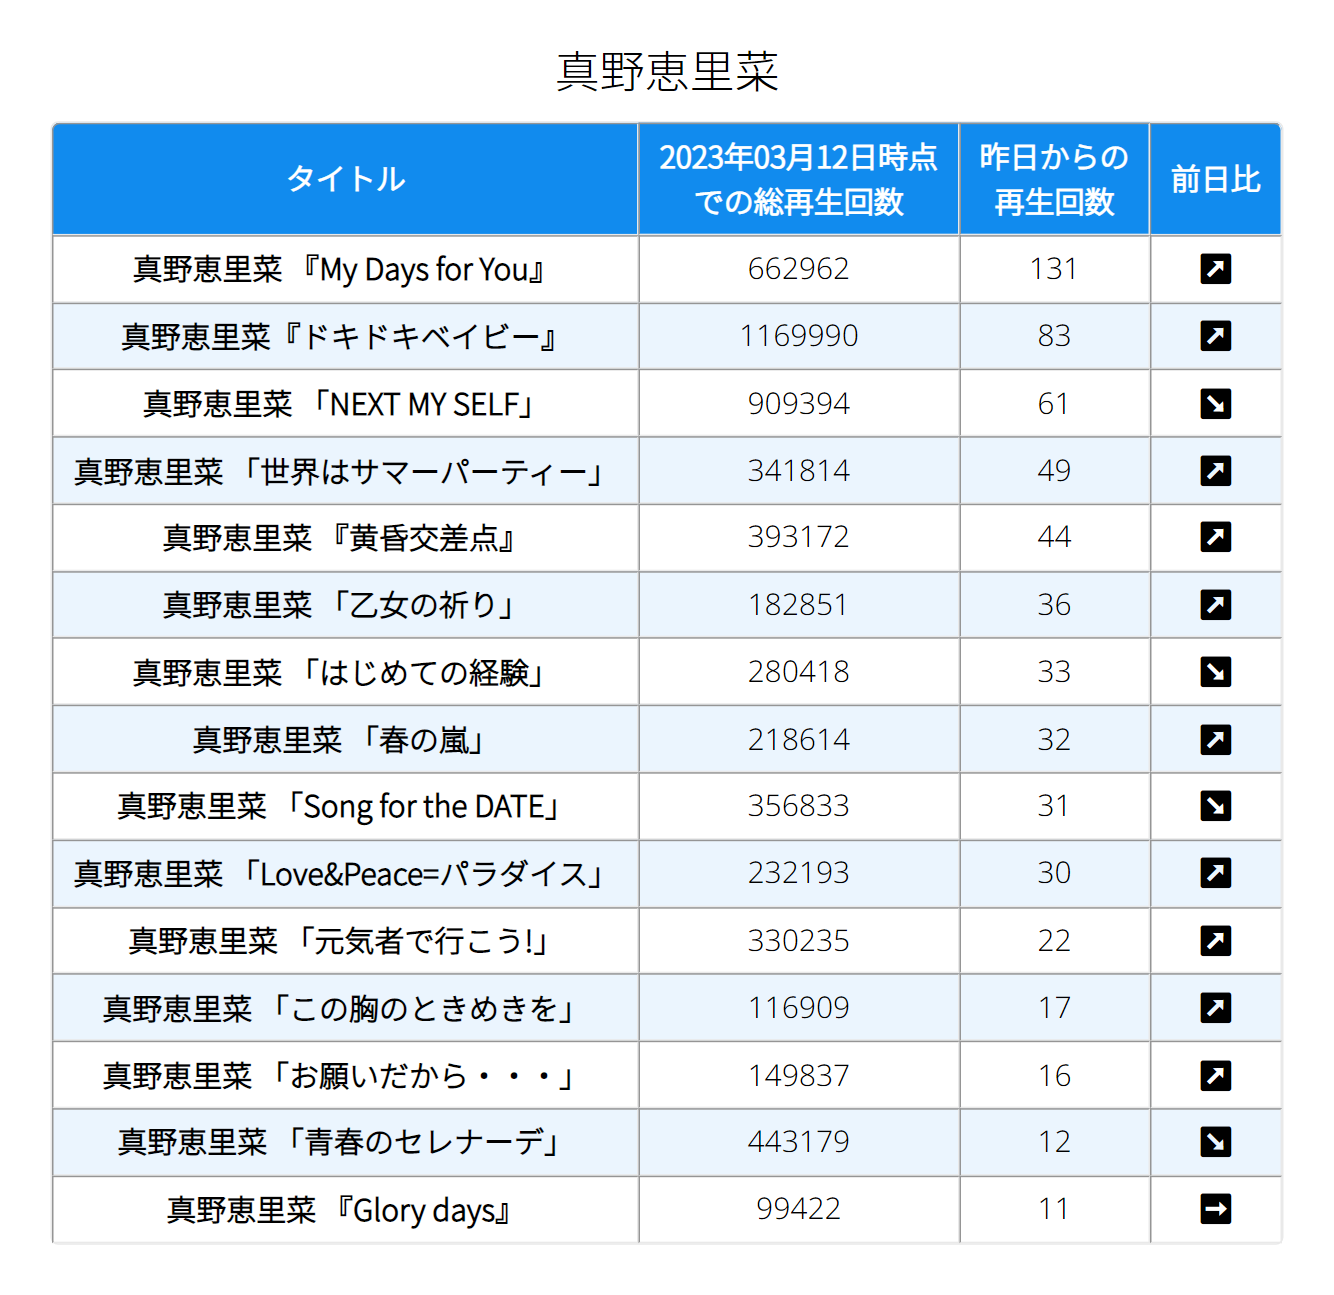 真野恵里菜
タイトル
2023年03月12日時点
での総再生回数
昨日からの
再生回数
前日比
真野恵里菜 『My Days for You』 662962 131 ↗
真野恵里菜『ドキドキベイビー』 1169990 83 ↗
真野恵里菜 「NEXT MY SELF」 909394 61 ↘
真野恵里菜 「世界はサマーパーティー」 341814 49 ↗
真野恵里菜 『黄昏交差点』 393172 44 ↗
真野恵里菜 「乙女の祈り」 182851 36 ↗
真野恵里菜 「はじめての経験」 280418 33 ↘
真野恵里菜 「春の嵐」 218614 32 ↗
真野恵里菜 「Song for the DATE」 356833 31 ↘
真野恵里菜 「Love&Peace=パラダイス」 232193 30 ↗
真野恵里菜 「元気者で行こう!」 330235 22 ↗
真野恵里菜 「この胸のときめきを」 116909 17 ↗
真野恵里菜 「お願いだから・・・」 149837 16 ↗
真野恵里菜 「青春のセレナーデ」 443179 12 ↘
真野恵里菜 『Glory days』 99422 11 →